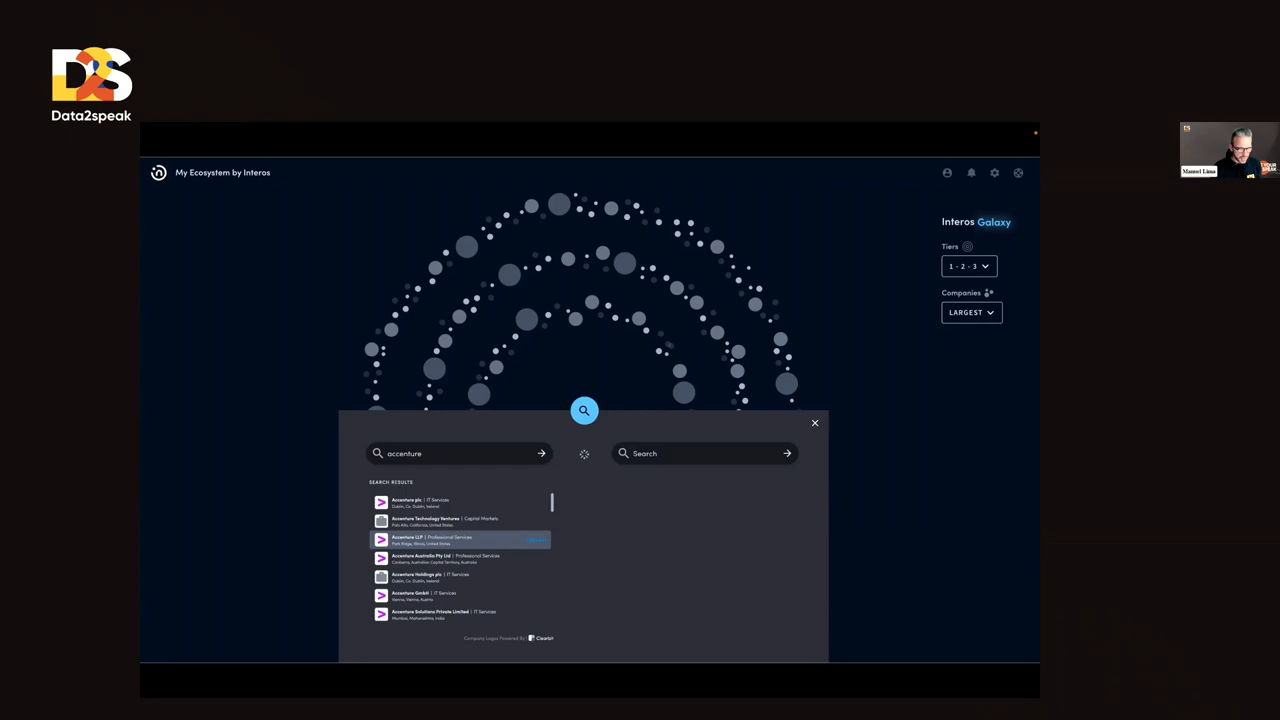 D2S
Data2speak
My Ecosystem by Interos
Manuel Lima
Interos Galaxy
Tiers
1 - 2 - 3
Companies
LARGEST
accenture
Search
SEARCH RESULTS
Accenture plc | IT Services
Dublin, Co. Dublin, Ireland
Accenture Technology Ventures | Capital Markets
Palo Alto, California, United States
Accenture LLP | Professional Services
Park Ridge, Illinois, United States
Accenture Australia Pty Ltd | Professional Services
Canberra, Australian Capital Territory, Australia
Accenture Holdings plc | IT Services
Dublin, Co. Dublin, Ireland
Accenture GmbH | IT Services
Vienna, Vienna, Austria
Accenture Solutions Private Limited | IT Services
Mumbai, Maharashtra, India
Company Logos Powered By | Clearbit